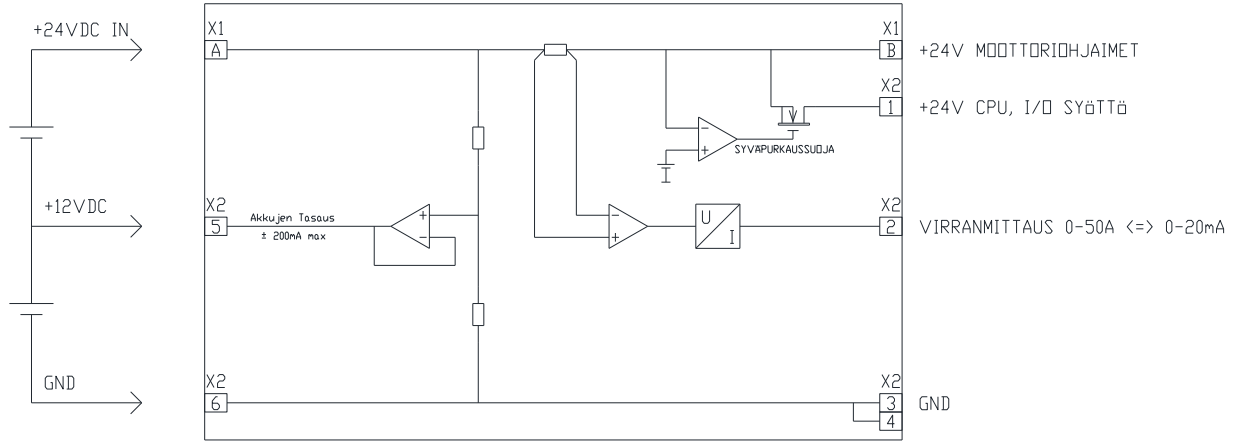 +24VDC IN
X1
A
X1
B
+24V MOOTTORIOHJAIMET
X2
1
+24V CPU, I/O SYöTTö
SYVÄPURKAUSSUOJA
+12VDC
X2
5
Akkujen Tasaus
± 200mA max
U
I
X2
2
VIRRANMITTAUS 0-50A <=> 0-20mA
GND
X2
6
X2
3
4
GND